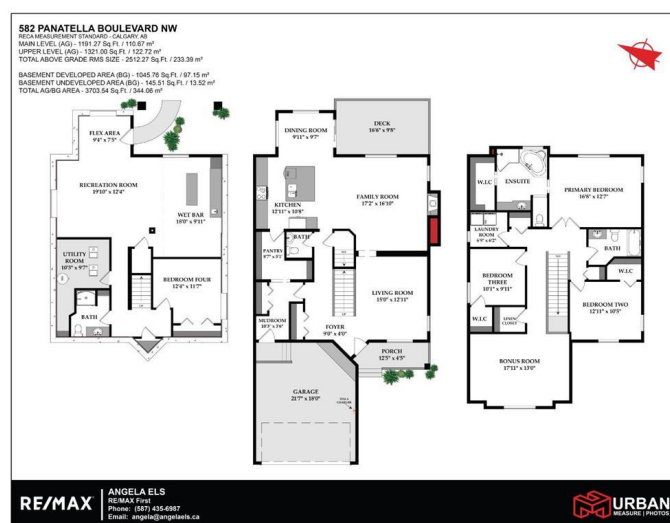 582 PANATELLA BOULEVARD NW
RECA MEASUREMENT STANDARD - CALGARY, AB
MAIN LEVEL (AG) - 1191.27 Sq.Ft. / 110.67 m²
UPPER LEVEL (AG) - 1321.00 Sq.Ft. / 122.72 m²
TOTAL ABOVE GRADE RMS SIZE - 2512.27 Sq.Ft. / 233.39 m²
BASEMENT DEVELOPED AREA (BG) - 1045.76 Sq.Ft. / 97.15 m²
BASEMENT UNDEVELOPED AREA (BG) - 145.51 Sq.Ft. / 13.52 m²
TOTAL AG/BG AREA - 3703.54 Sq.Ft. / 344.06 m²
FLEX AREA
9'4" x 7'5"
RECREATION ROOM
19'10" x 12'4"
WET BAR
15'0" x 9'11"
UTILITY
ROOM
10'3" x 9'7"
BEDROOM FOUR
12'4" x 11'7"
BATH
DINING ROOM
9'11" x 9'7"
DECK
16'6" x 9'8"
KITCHEN
12'11" x 10'8"
FAMILY ROOM
17'2" x 16'10"
PANTRY
BATH
LIVING ROOM
15'0" x 12'11"
MUDROOM
FOYER
9'0" x 4'0"
PORCH
12'5" x 4'5"
GARAGE
21'7" x 18'0"
W.I.C
ENSUITE
PRIMARY BEDROOM
16'8" x 12'7"
LAUNDRY
ROOM
6'9" x 6'2"
BATH
W.I.C
BEDROOM
THREE
10'1" x 9'11"
BEDROOM TWO
12'11" x 10'5"
W.I.C
LINEN
CLOSET
BONUS ROOM
17'11" x 13'0"
RE/MAX
ANGELA ELS
RE/MAX First
Phone: (587) 435-6987
Email: angela@angelaels.ca
URBAN
MEASURE | PHOTOS